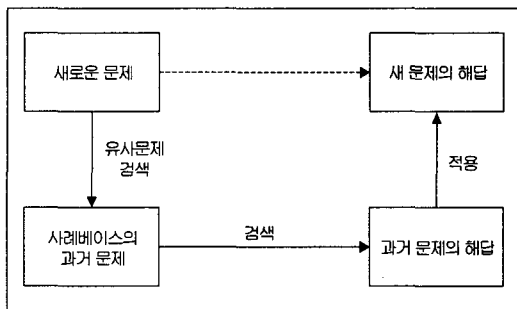 새로운 문제
새 문제의 해답
유사문제
검색
적용
사례베이스의
과거 문제
검색
과거 문제의 해답